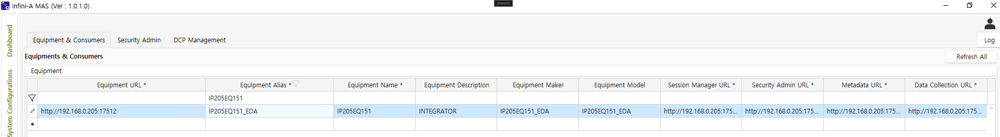 Infini-A MAS (Ver : 1.0.1.0)
Dashboard
System Configurations
Equipment & Consumers Security Admin DCP Management
Log
Equipments & Consumers
Refresh All
Equipment
Equipment URL * Equipment Alias * Equipment Name * Equipment Description Equipment Maker Equipment Model Session Manager URL * Security Admin URL * Metadata URL * Data Collection URL *
IP205EQ151
http://192.168.0.205:17512 IP205EQ151_EDA IP205EQ151 INTEGRATOR IP205EQ151_EDA IP205EQ151_EDA http://192.168.0.205:175... http://192.168.0.205:175... http://192.168.0.205:175... http://192.168.0.205:175...